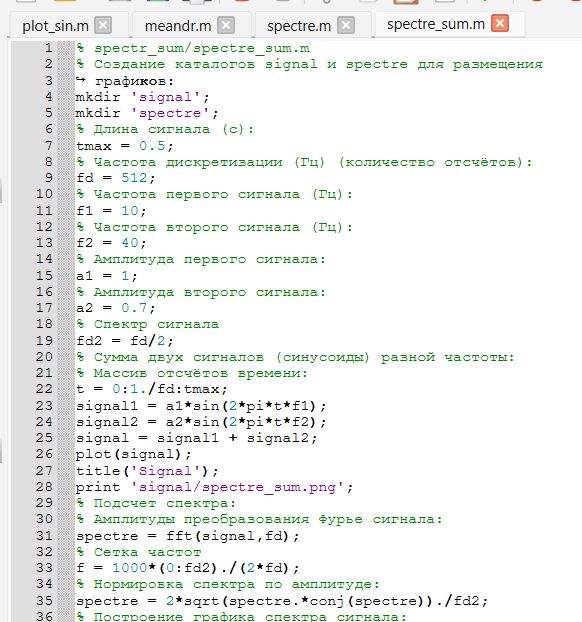 plot_sin.m meandr.m spectre.m spectre_sum.m
1 % spectr_sum/spectre_sum.m
2 % Создание каталогов signal и spectre для размещения
3 ↪ графиков:
4 mkdir 'signal';
5 mkdir 'spectre';
6 % Длина сигнала (с):
7 tmax = 0.5;
8 % Частота дискретизации (Гц) (количество отсчётов):
9 fd = 512;
10 % Частота первого сигнала (Гц):
11 f1 = 10;
12 % Частота второго сигнала (Гц):
13 f2 = 40;
14 % Амплитуда первого сигнала:
15 a1 = 1;
16 % Амплитуда второго сигнала:
17 a2 = 0.7;
18 % Спектр сигнала
19 fd2 = fd/2;
20 % Сумма двух сигналов (синусоиды) разной частоты:
21 % Массив отсчётов времени:
22 t = 0:1./fd:tmax;
23 signal1 = a1*sin(2*pi*t*f1);
24 signal2 = a2*sin(2*pi*t*f2);
25 signal = signal1 + signal2;
26 plot(signal);
27 title('Signal');
28 print 'signal/spectre_sum.png';
29 % Подсчет спектра:
30 % Амплитуды преобразования Фурье сигнала:
31 spectre = fft(signal,fd);
32 % Сетка частот
33 f = 1000*(0:fd2)./(2*fd);
34 % Нормировка спектра по амплитуде:
35 spectre = 2*sqrt(spectre.*conj(spectre))./fd2;
36 % Построение графика спектра сигнала: